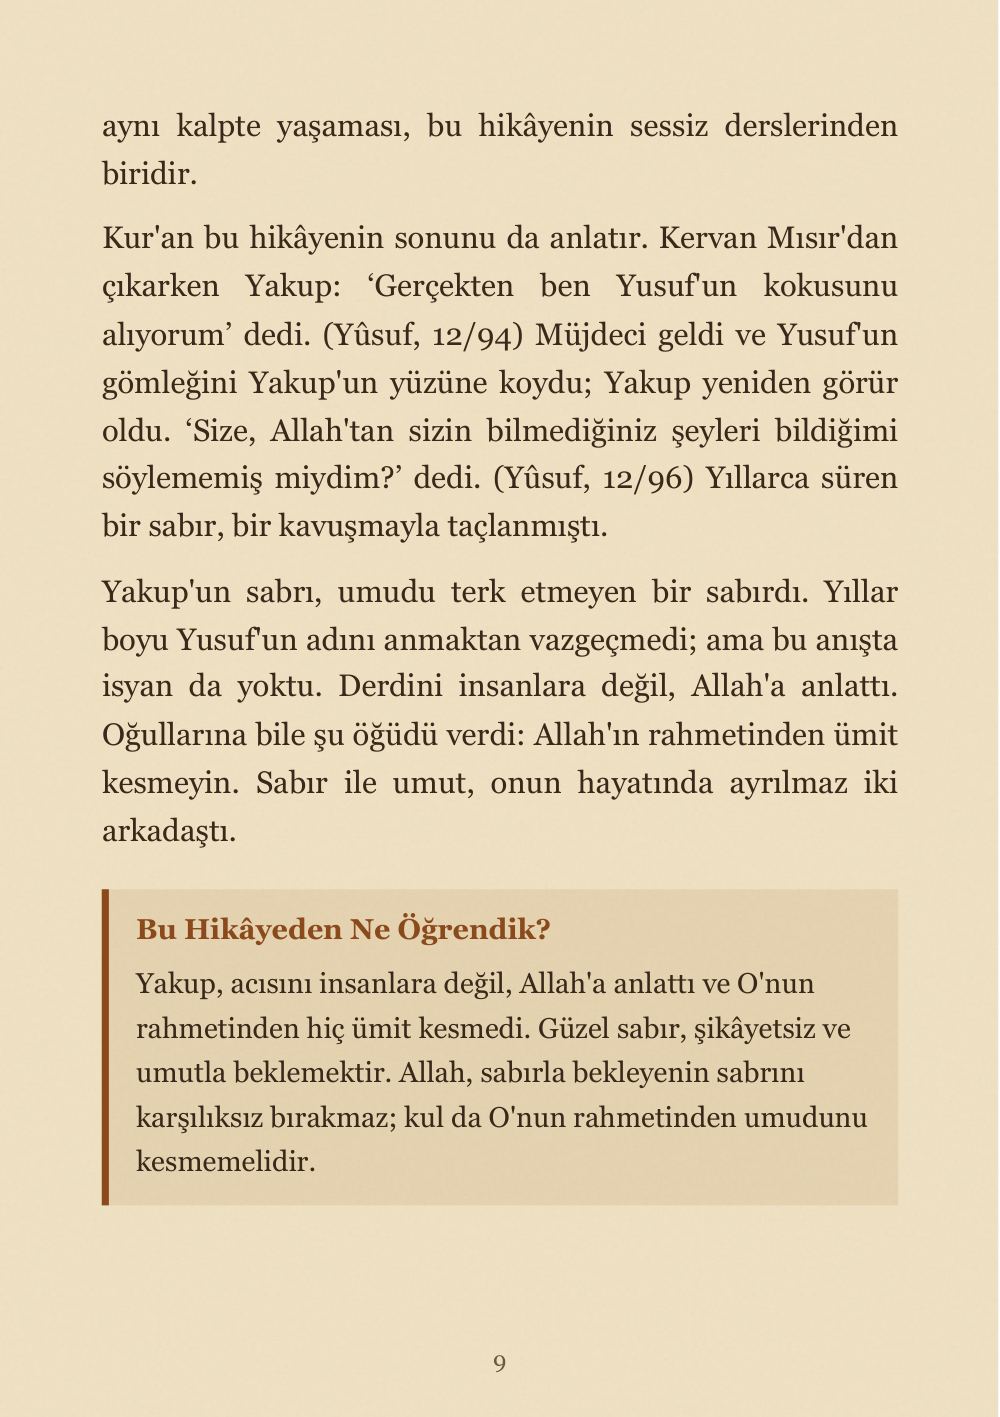 aynı kalpte yaşaması, bu hikâyenin sessiz derslerinden
biridir.
Kur'an bu hikâyenin sonunu da anlatır. Kervan Mısır'dan
çıkarken Yakup: ‘Gerçekten ben Yusuf'un kokusunu
alıyorum’ dedi. (Yûsuf, 12/94) Müjdeci geldi ve Yusuf'un
gömleğini Yakup'un yüzüne koydu; Yakup yeniden görür
oldu. ‘Size, Allah'tan sizin bilmediğiniz şeyleri bildiğimi
söylememiş miydim?’ dedi. (Yûsuf, 12/96) Yıllarca süren
bir sabır, bir kavuşmayla taçlanmıştı.
Yakup'un sabrı, umudu terk etmeyen bir sabırdı. Yıllar
boyu Yusuf'un adını anmaktan vazgeçmedi; ama bu anışta
isyan da yoktu. Derdini insanlara değil, Allah'a anlattı.
Oğullarına bile şu öğüdü verdi: Allah'ın rahmetinden ümit
kesmeyin. Sabır ile umut, onun hayatında ayrılmaz iki
arkadaştı.
Bu Hikâyeden Ne Öğrendik?
Yakup, acısını insanlara değil, Allah'a anlattı ve O'nun
rahmetinden hiç ümit kesmedi. Güzel sabır, şikâyetsiz ve
umutla beklemektir. Allah, sabırla bekleyenin sabrını
karşılıksız bırakmaz; kul da O'nun rahmetinden umudunu
kesmemelidir.
9